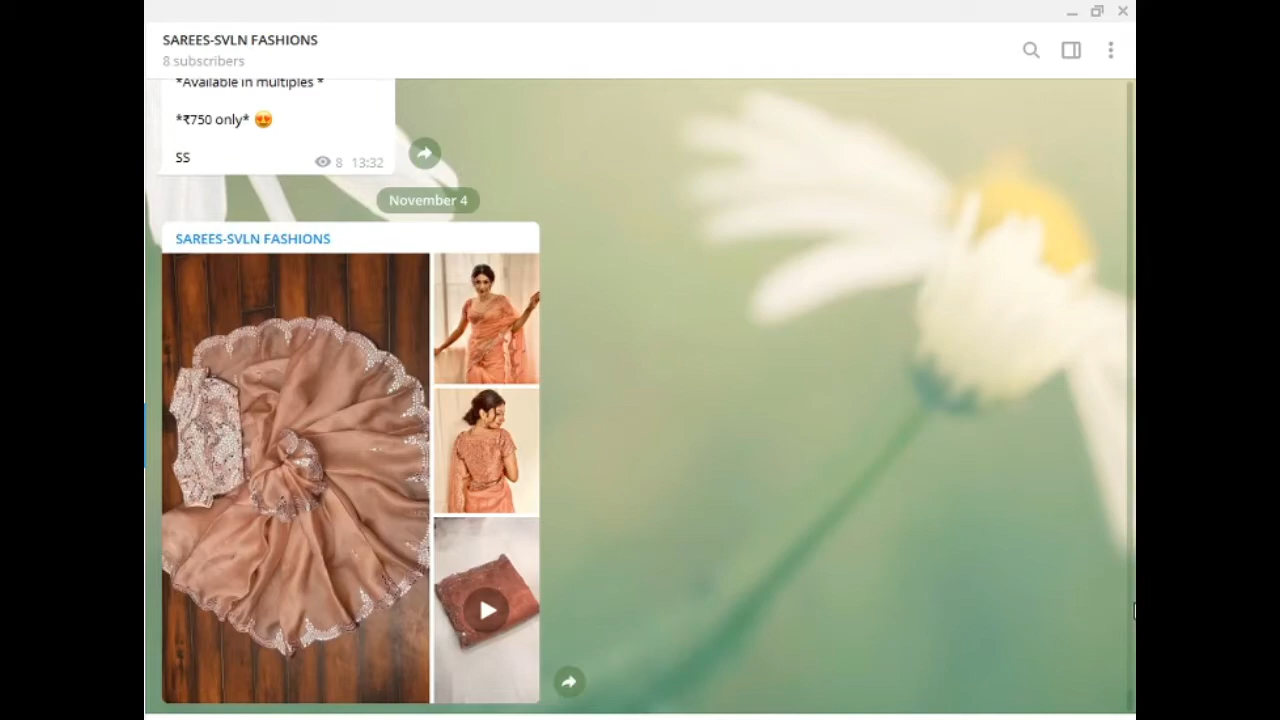 SAREES-SVLN FASHIONS
8 subscribers
*Available in multiples *
*₹750 only* 😍
SS
8 13:32
November 4
SAREES-SVLN FASHIONS